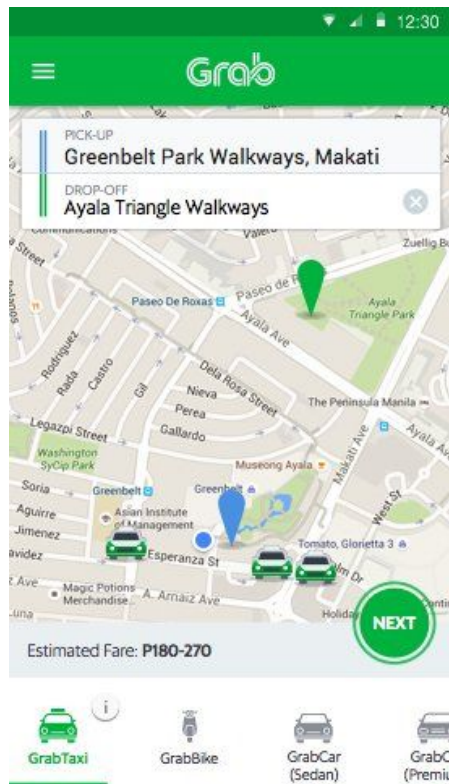 12:30
Grab
PICK-UP
Greenbelt Park Walkways, Makati
DROP-OFF
Ayala Triangle Walkways
Valero
Zuellig
Street
Paseo de
Paseo De Roxas
Ayala
Triangle Park
Ayala Ave
Rodriguez
Rada
Castro
Gil
Dela Rosa Street
Nieva
Perea
Gallardo
The Peninsula Manila
Legazpi Street
Makati Ave
Ayala
Washington
SyCip Park
Museong Ayala
Soria
Greenbelt
Greenbelt
West St
Aguirre
Asian Institute
of Management
Jimenez
Esperanza St
Tomato, Glorietta 3
Magic Potions
Merchandise...
A. Arnaiz Ave
NEXT
Estimated Fare: P180-270
GrabTaxi
GrabBike
GrabCar
(Sedan)